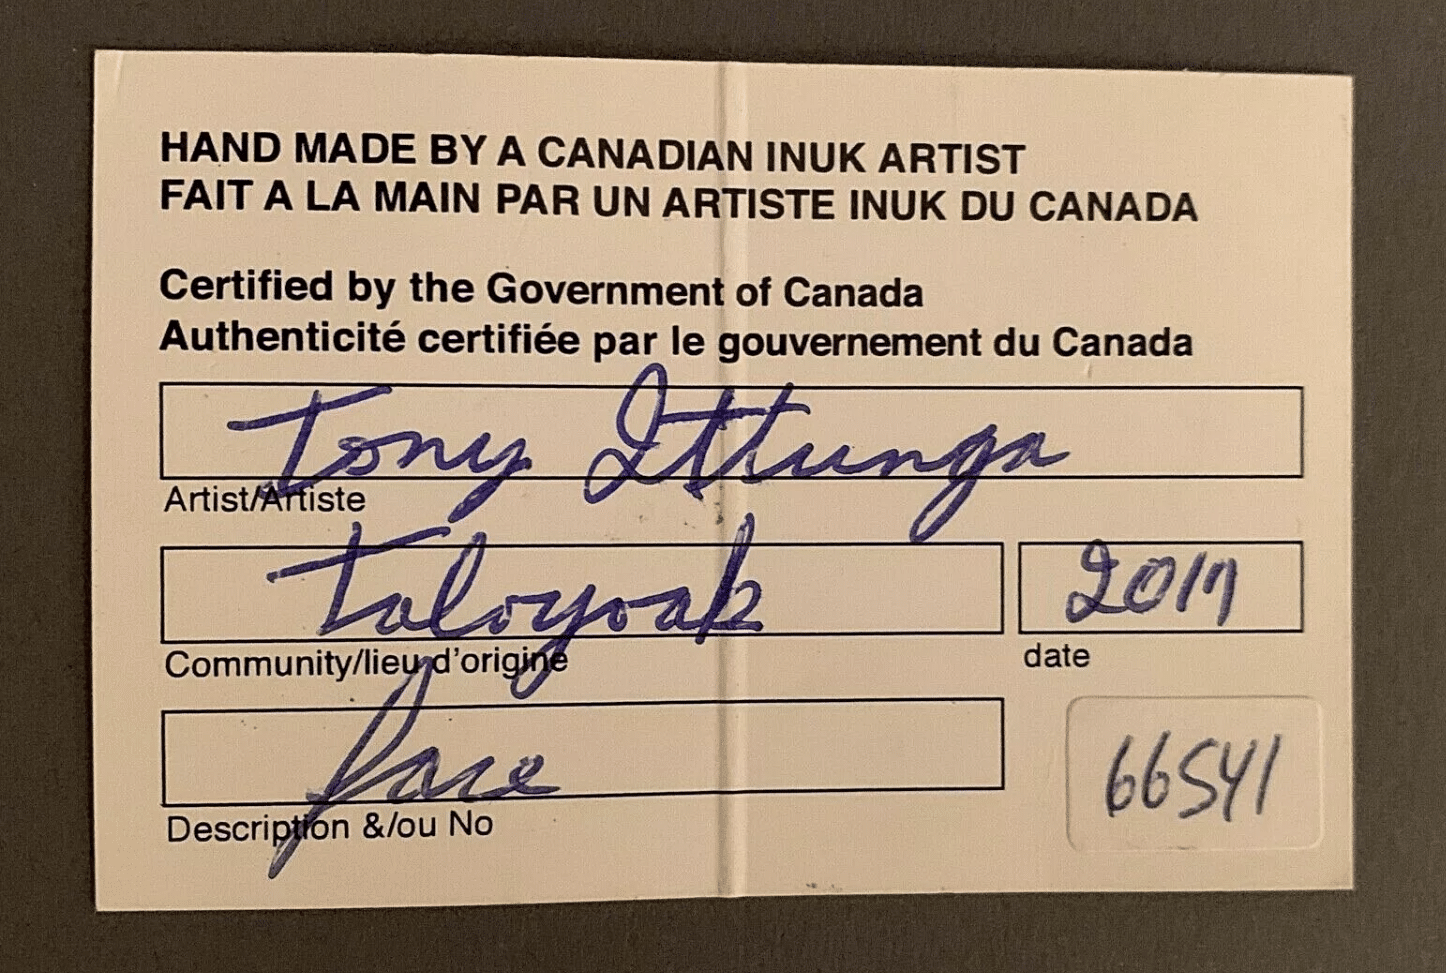 HAND MADE BY A CANADIAN INUK ARTIST
FAIT A LA MAIN PAR UN ARTISTE INUK DU CANADA
Certified by the Government of Canada
Authenticité certifiée par le gouvernement du Canada
Tony Ittunga
Artist/Artiste
Taloyoak 2017
Community/lieu d'origine date
face
66541
Description &/ou No